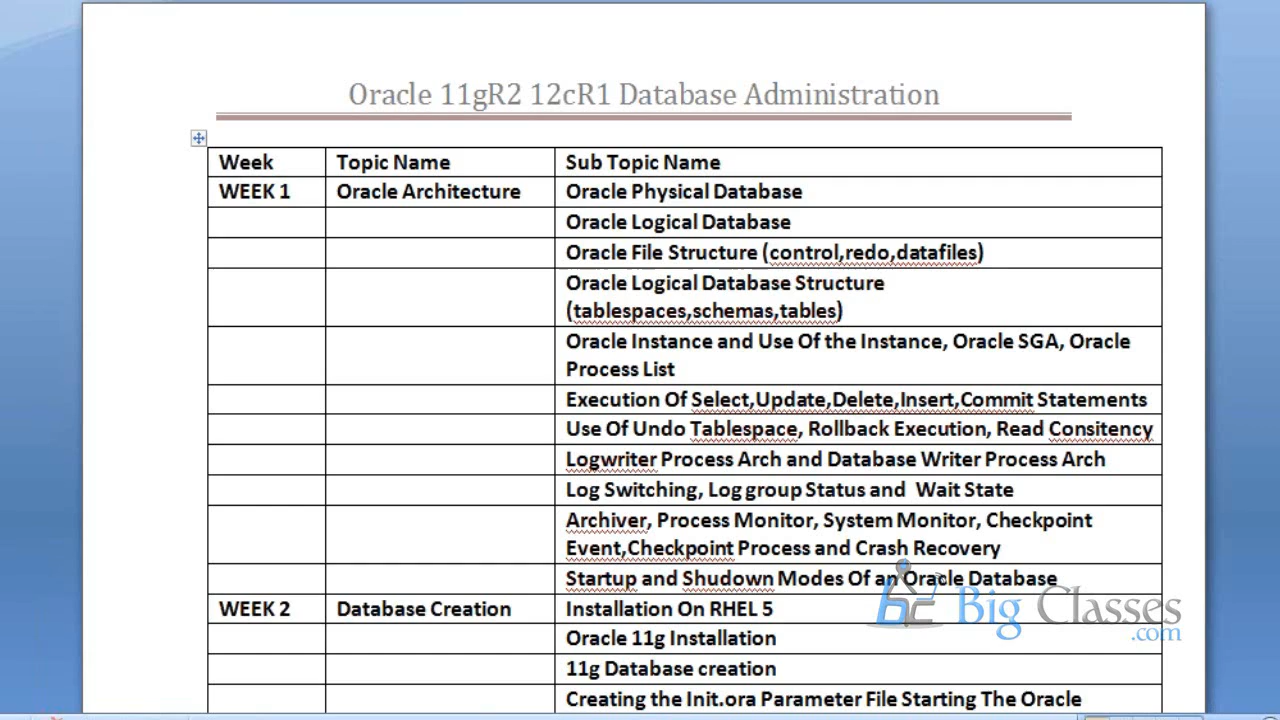 Oracle 11gR2 12cR1 Database Administration
Week Topic Name Sub Topic Name
WEEK 1 Oracle Architecture Oracle Physical Database
Oracle Logical Database
Oracle File Structure (control,redo,datafiles)
Oracle Logical Database Structure
(tablespaces,schemas,tables)
Oracle Instance and Use Of the Instance, Oracle SGA, Oracle
Process List
Execution Of Select,Update,Delete,Insert,Commit Statements
Use Of Undo Tablespace, Rollback Execution, Read Consitency
Logwriter Process Arch and Database Writer Process Arch
Log Switching, Log group Status and  Wait State
Archiver, Process Monitor, System Monitor, Checkpoint
Event,Checkpoint Process and Crash Recovery
Startup and Shudown Modes Of an Oracle Database
WEEK 2 Database Creation Installation On RHEL 5
Big Classes
.com
Oracle 11g Installation
11g Database creation
Creating the Init.ora Parameter File Starting The Oracle